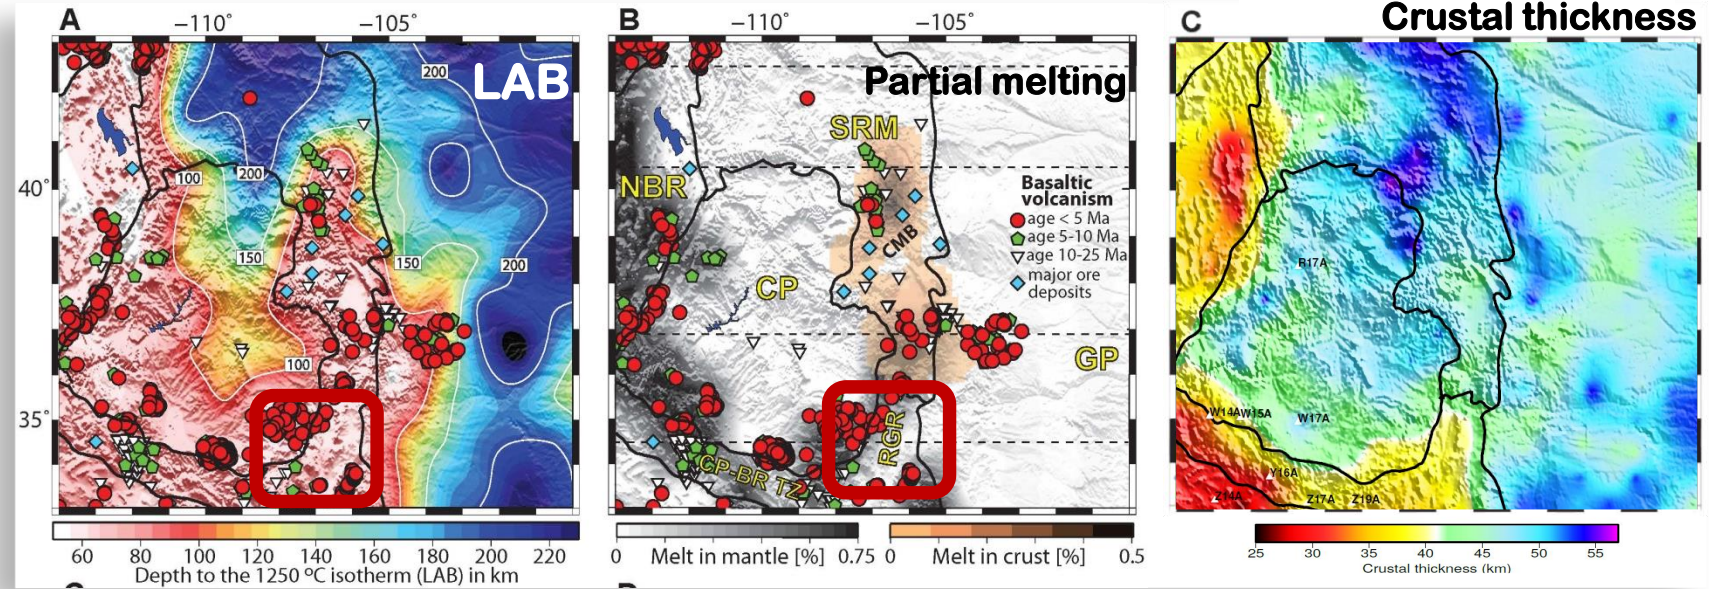 A
−110°
−105°
LAB
200
100
200
150
150
200
100
40°
35°
60 80 100 120 140 160 180 200 220
Depth to the 1250 ºC isotherm (LAB) in km
B
−110°
−105°
Partial melting
SRM
NBR
CP
CMB
GP
RGR
CP-BR TZ
Basaltic
volcanism
age < 5 Ma
age 5-10 Ma
age 10-25 Ma
major ore
deposits
0 Melt in mantle [%] 0.75
0 Melt in crust [%] 0.5
C
Crustal thickness
R17A
W14A W15A
W17A
Y16A
Z14A
Z17A
Z19A
25 30 35 40 45 50 55
Crustal thickness (km)